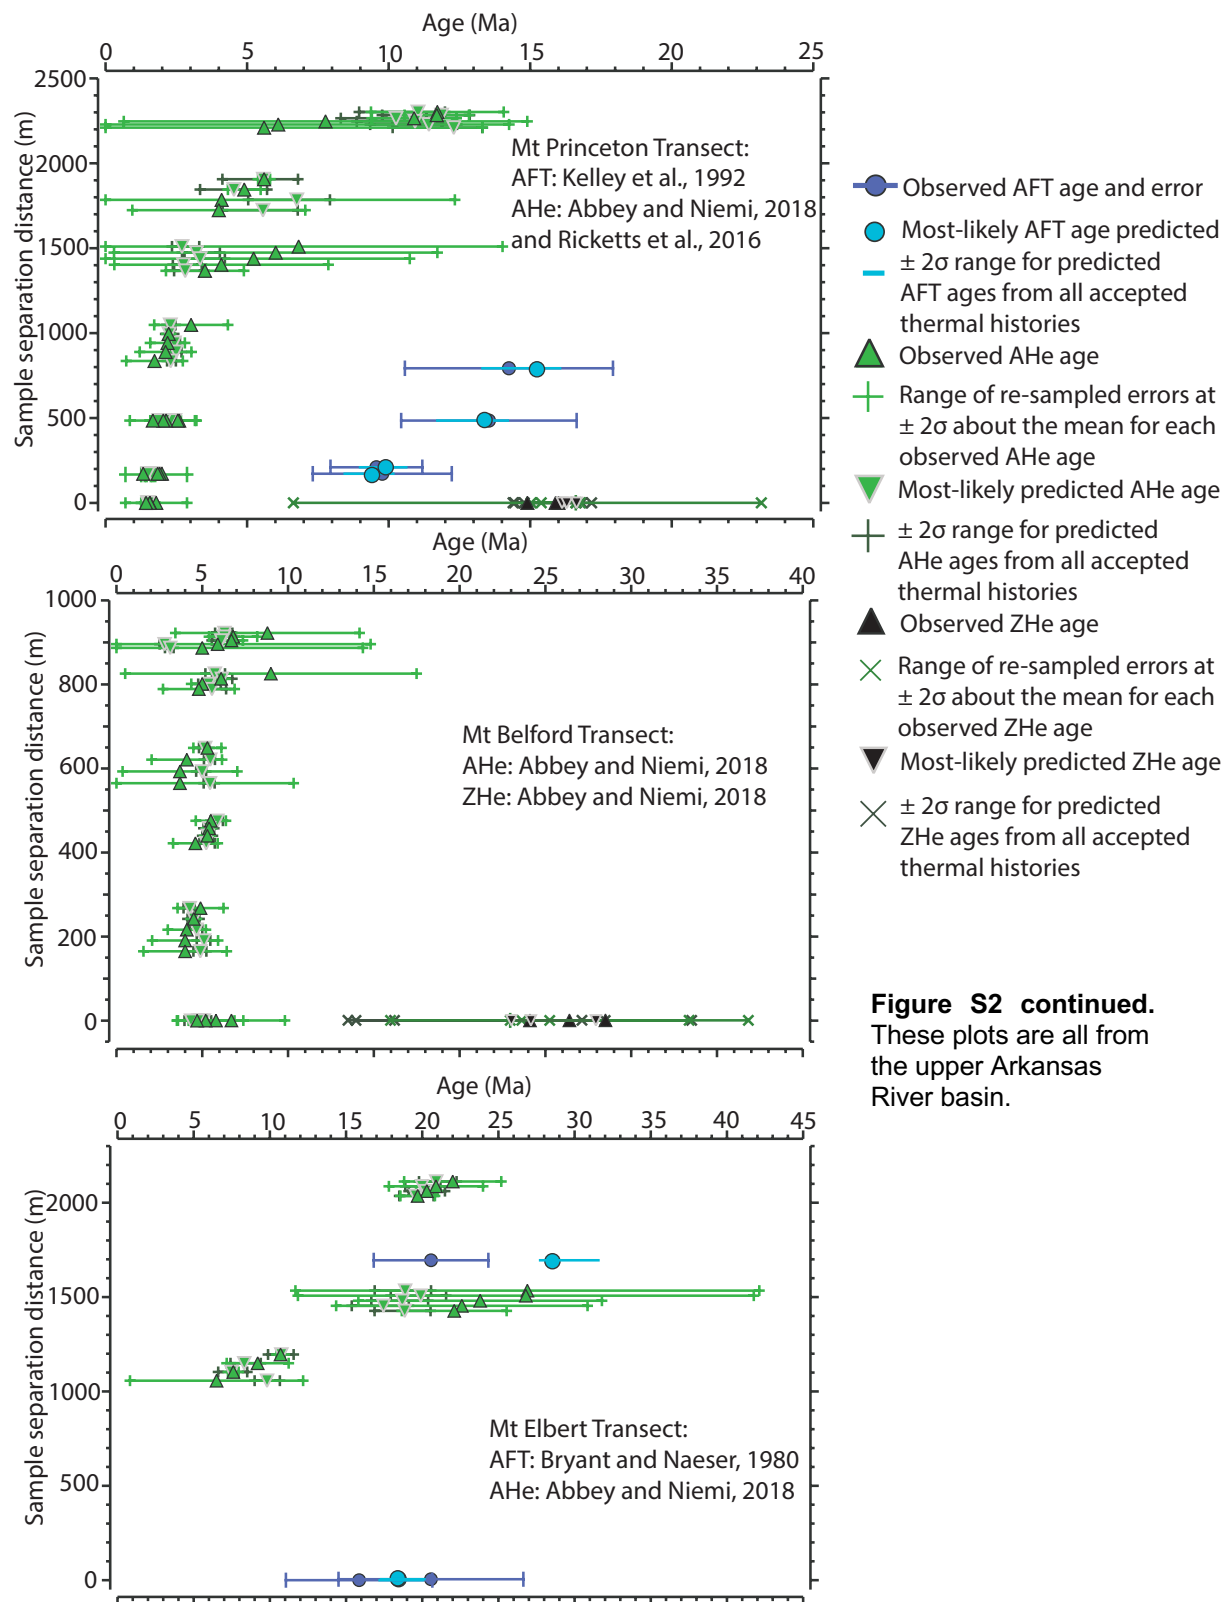 Age (Ma)
0 5 10 15 20 25
2500
2000
1500
1000
500
0
Sample separation distance (m)
Mt Princeton Transect:
AFT: Kelley et al., 1992
AHe: Abbey and Niemi, 2018
and Ricketts et al., 2016
Age (Ma)
0 5 10 15 20 25 30 35 40
1000
800
600
400
200
0
Sample separation distance (m)
Mt Belford Transect:
AHe: Abbey and Niemi, 2018
ZHe: Abbey and Niemi, 2018
Age (Ma)
0 5 10 15 20 25 30 35 40 45
2000
1500
1000
500
0
Sample separation distance (m)
Mt Elbert Transect:
AFT: Bryant and Naeser, 1980
AHe: Abbey and Niemi, 2018
Observed AFT age and error
Most-likely AFT age predicted
± 2σ range for predicted
AFT ages from all accepted
thermal histories
Observed AHe age
Range of re-sampled errors at
± 2σ about the mean for each
observed AHe age
Most-likely predicted AHe age
± 2σ range for predicted
AHe ages from all accepted
thermal histories
Observed ZHe age
Range of re-sampled errors at
± 2σ about the mean for each
observed ZHe age
Most-likely predicted ZHe age
± 2σ range for predicted
ZHe ages from all accepted
thermal histories
Figure S2 continued.
These plots are all from
the upper Arkansas
River basin.